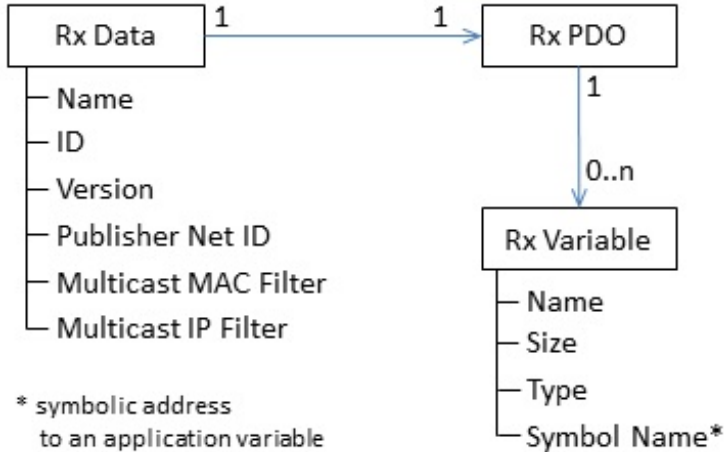 Rx Data
1
1
Rx PDO
Name
ID
Version
Publisher Net ID
Multicast MAC Filter
Multicast IP Filter
1
0..n
Rx Variable
Name
Size
Type
Symbol Name*
* symbolic address
to an application variable